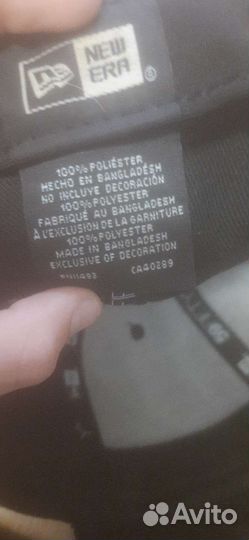 NEW
ERA
®
100% POLIÉSTER
HECHO EN BANGLADÉSH
NO INCLUYE DECORACIÓN
100% POLYESTER
FABRIQUÉ AU BANGLADESH
À L'EXCLUSION DE LA GARNITURE
100% POLYESTER
MADE IN BANGLADESH
EXCLUSIVE OF DECORATION
CA40289
Avito